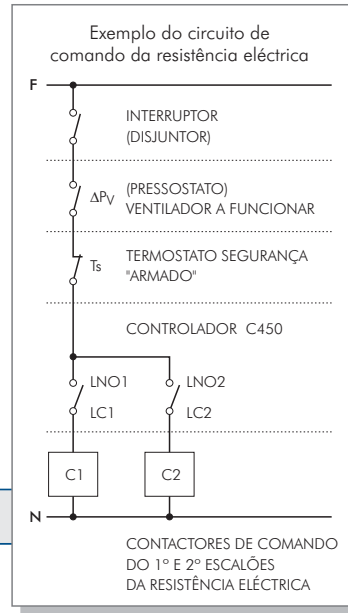 Exemplo do circuito de
comando da resistência eléctrica
F
INTERRUPTOR
(DISJUNTOR)
ΔPV (PRESSOSTATO)
VENTILADOR A FUNCIONAR
Ts TERMOSTATO SEGURANÇA
"ARMADO"
CONTROLADOR C450
LNO1 LNO2
LC1 LC2
C1 C2
N
CONTACTORES DE COMANDO
DO 1º E 2º ESCALÕES
DA RESISTÊNCIA ELÉCTRICA